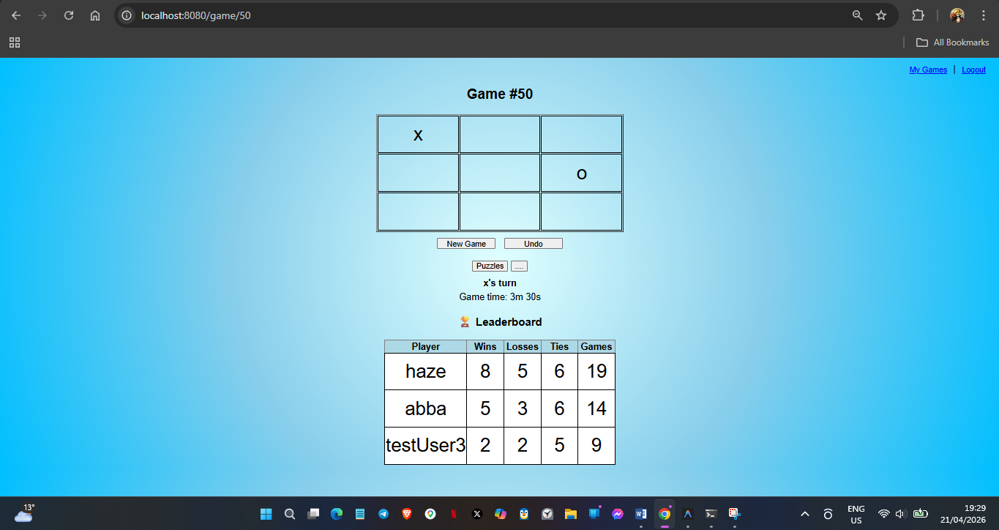 localhost:8080/game/50
All Bookmarks
My Games | Logout
Game #50
x
o
New Game Undo
Puzzles ....
x's turn
Game time: 3m 30s
🏆 Leaderboard
Player Wins Losses Ties Games
haze 8 5 6 19
abba 5 3 6 14
testUser3 2 2 5 9
13°
ENG
US
19:29
21/04/2026